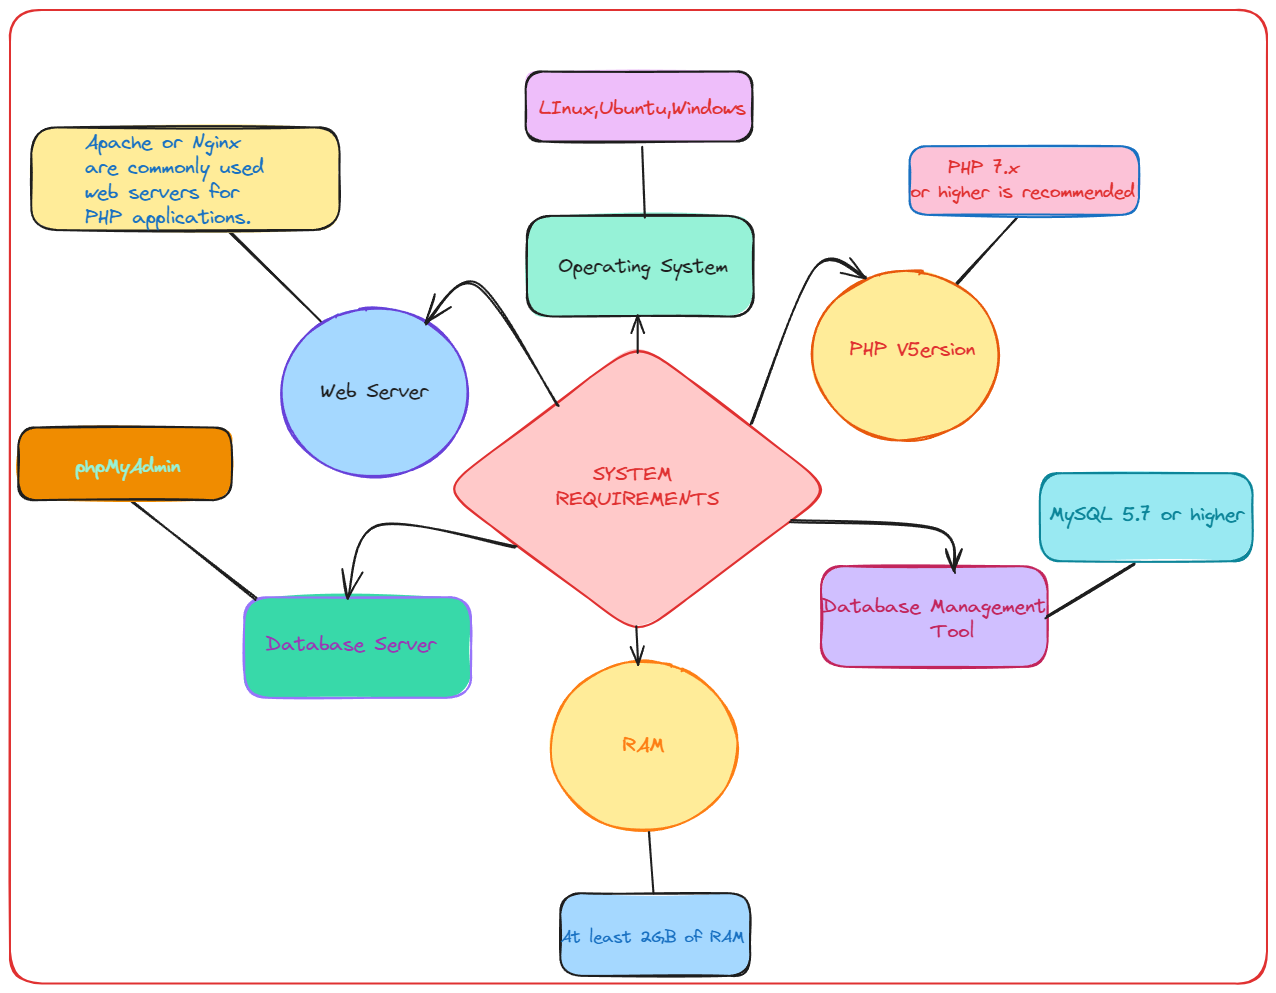 LInux,Ubuntu,Windows
Apache or Nginx
are commonly used
web servers for
PHP applications.
PHP 7.x
or higher is recommended
Operating System
PHP V5ersion
Web Server
phpMyAdmin
SYSTEM
REQUIREMENTS
MySQL 5.7 or higher
Database Management
Tool
Database Server
RAM
At least 2GB of RAM